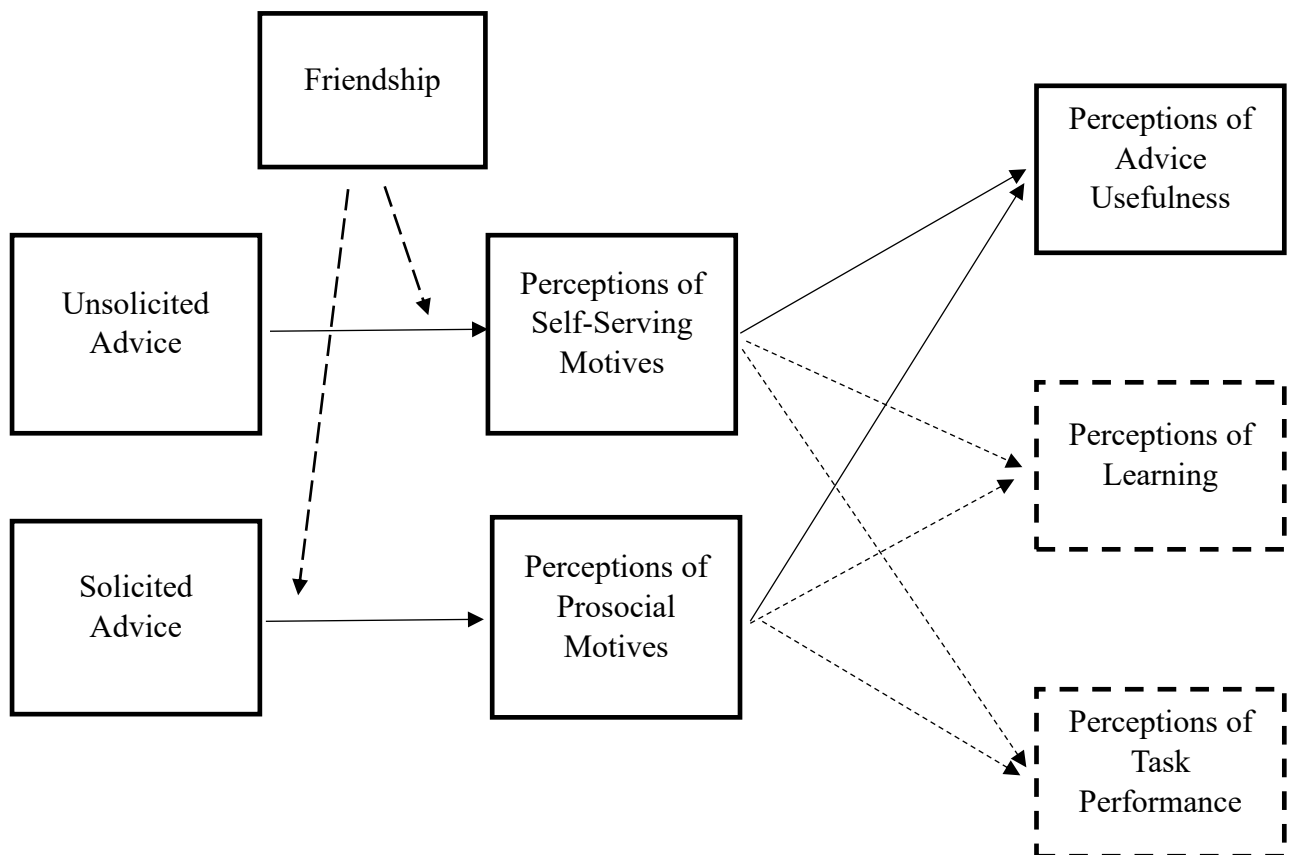 Friendship
Unsolicited
Advice
Solicited
Advice
Perceptions of
Self-Serving
Motives
Perceptions of
Prosocial
Motives
Perceptions of
Advice
Usefulness
Perceptions of
Learning
Perceptions of
Task
Performance